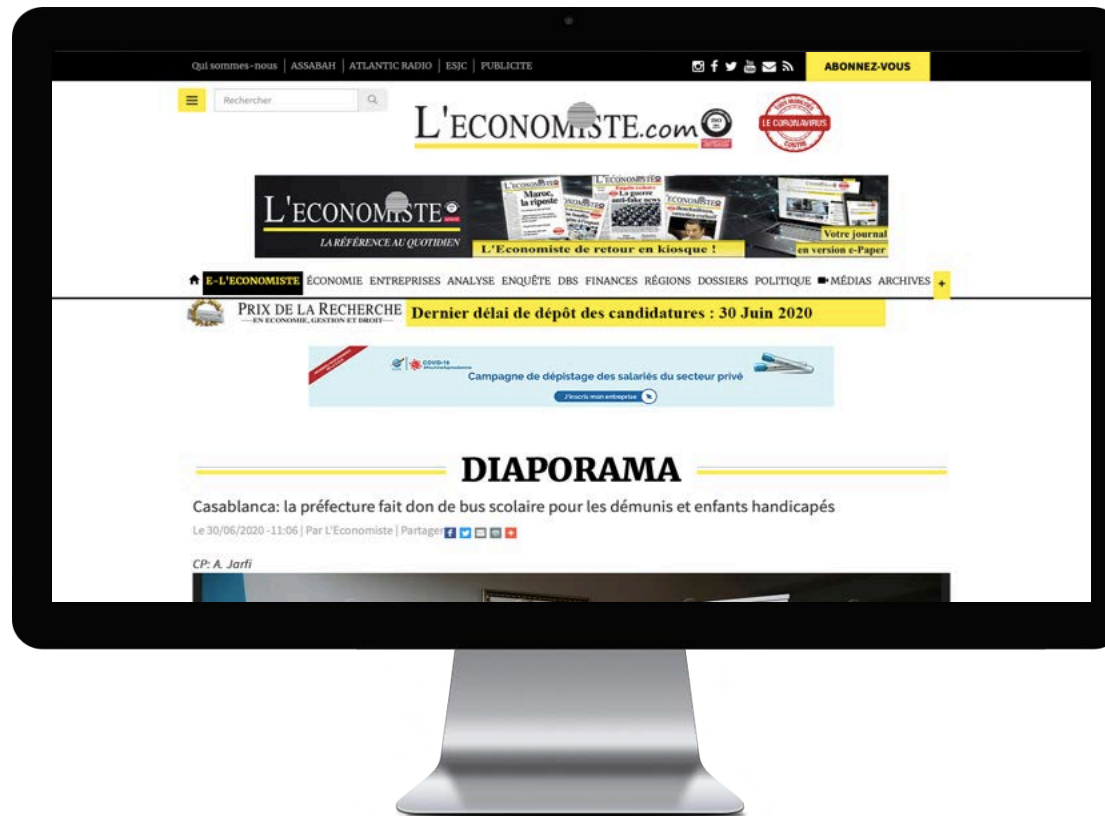 Qui sommes-nous | ASSABAH | ATLANTIC RADIO | ESJC | PUBLICITE
ABONNEZ-VOUS
Rechercher
L'ECONOMISTE.com
TOUS MOBILISÉS
LE CORONAVIRUS
CONTRE
L'ECONOMISTE
LA RÉFÉRENCE AU QUOTIDIEN
Maroc, la riposte
La guerre anti-fake news
L'Economiste de retour en kiosque !
Votre journal
en version e-Paper
E-L'ECONOMISTE ÉCONOMIE ENTREPRISES ANALYSE ENQUÊTE DBS FINANCES RÉGIONS DOSSIERS POLITIQUE MÉDIAS ARCHIVES +
PRIX DE LA RECHERCHE
EN ECONOMIE, GESTION ET DROIT
Dernier délai de dépôt des candidatures : 30 Juin 2020
COVID-19
Campagne de dépistage des salariés du secteur privé
J'inscris mon entreprise
DIAPORAMA
Casablanca: la préfecture fait don de bus scolaire pour les démunis et enfants handicapés
Le 30/06/2020 -11:06 | Par L'Economiste | Partager
CP: A. Jarfi